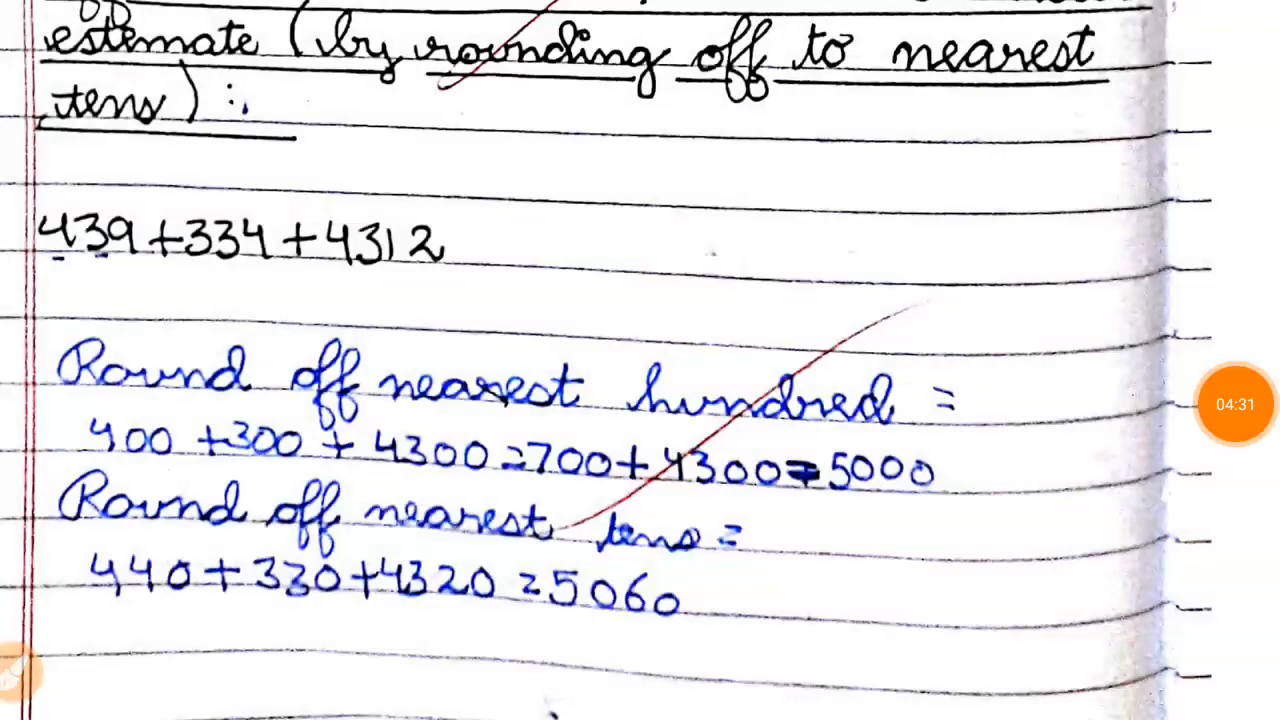 estemate (by rounding off to nearest
tens) :.
439 +334 + 4312
Round off nearest hundred =
400 +300 + 4300 = 700 + 4300 = 5000
Round off nearest tens =
440 + 330 + 4320 = 5060
04:31